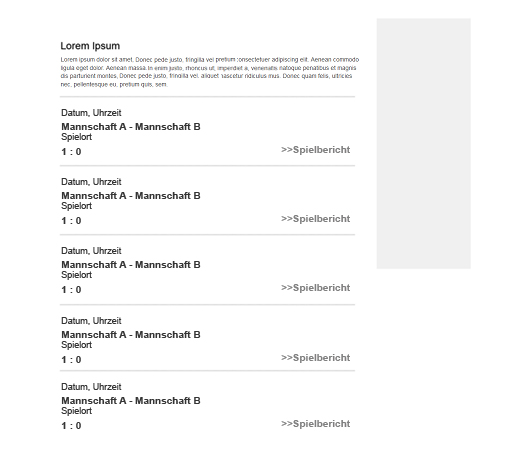 Lorem Ipsum
Lorem ipsum dolor sit amet. Donec pede justo, fringilla vel pretium consectetuer adipiscing elit. Aenean commodo
ligula eget dolor. Aenean massa.In enim justo, rhoncus ut, imperdiet a, venenatis natoque penatibus et magnis
dis parturient montes, Donec pede justo, fringilla vel, aliquet nascetur ridiculus mus. Donec quam felis, ultricies
nec, pellentesque eu, pretium quis, sem.
Datum, Uhrzeit
Mannschaft A - Mannschaft B
Spielort
1 : 0
>>Spielbericht
Datum, Uhrzeit
Mannschaft A - Mannschaft B
Spielort
1 : 0
>>Spielbericht
Datum, Uhrzeit
Mannschaft A - Mannschaft B
Spielort
1 : 0
>>Spielbericht
Datum, Uhrzeit
Mannschaft A - Mannschaft B
Spielort
1 : 0
>>Spielbericht
Datum, Uhrzeit
Mannschaft A - Mannschaft B
Spielort
1 : 0
>>Spielbericht